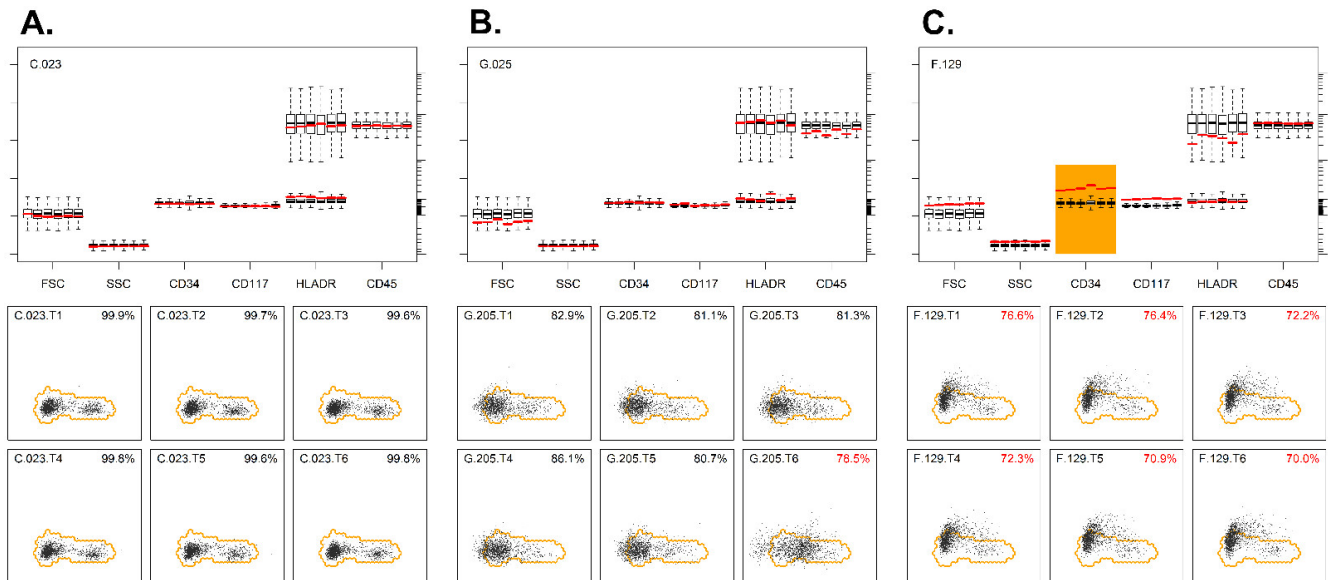 A.
B.
C.
C.023
G.025
F.129
FSC SSC CD34 CD117 HLADR CD45
FSC SSC CD34 CD117 HLADR CD45
FSC SSC CD34 CD117 HLADR CD45
C.023.T1 99.9%
C.023.T2 99.7%
C.023.T3 99.6%
G.205.T1 82.9%
G.205.T2 81.1%
G.205.T3 81.3%
F.129.T1 76.6%
F.129.T2 76.4%
F.129.T3 72.2%
C.023.T4 99.8%
C.023.T5 99.6%
C.023.T6 99.8%
G.205.T4 86.1%
G.205.T5 80.7%
G.205.T6 78.5%
F.129.T4 72.3%
F.129.T5 70.9%
F.129.T6 70.0%